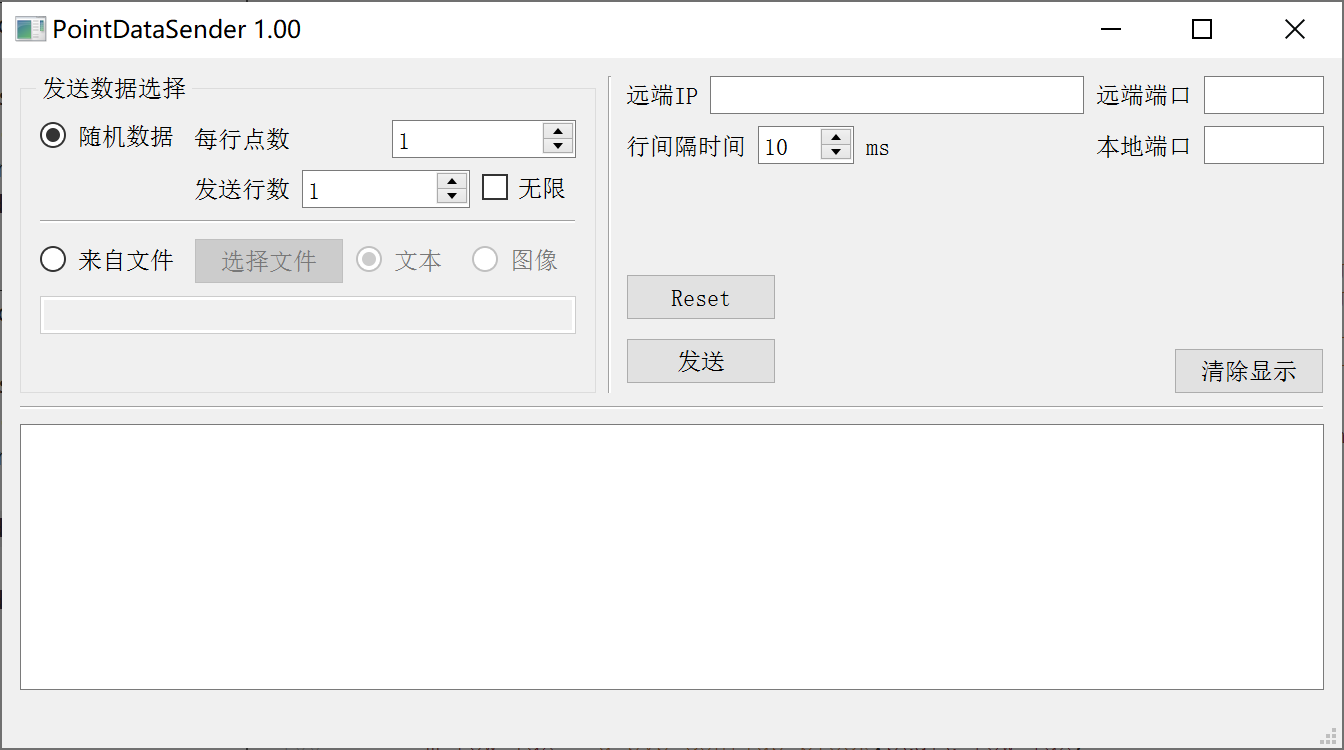 PointDataSender 1.00
发送数据选择
随机数据 每行点数 1
发送行数 1 无限
来自文件 选择文件 文本 图像
远端IP 远端端口
行间隔时间 10 ms 本地端口
Reset
发送
清除显示